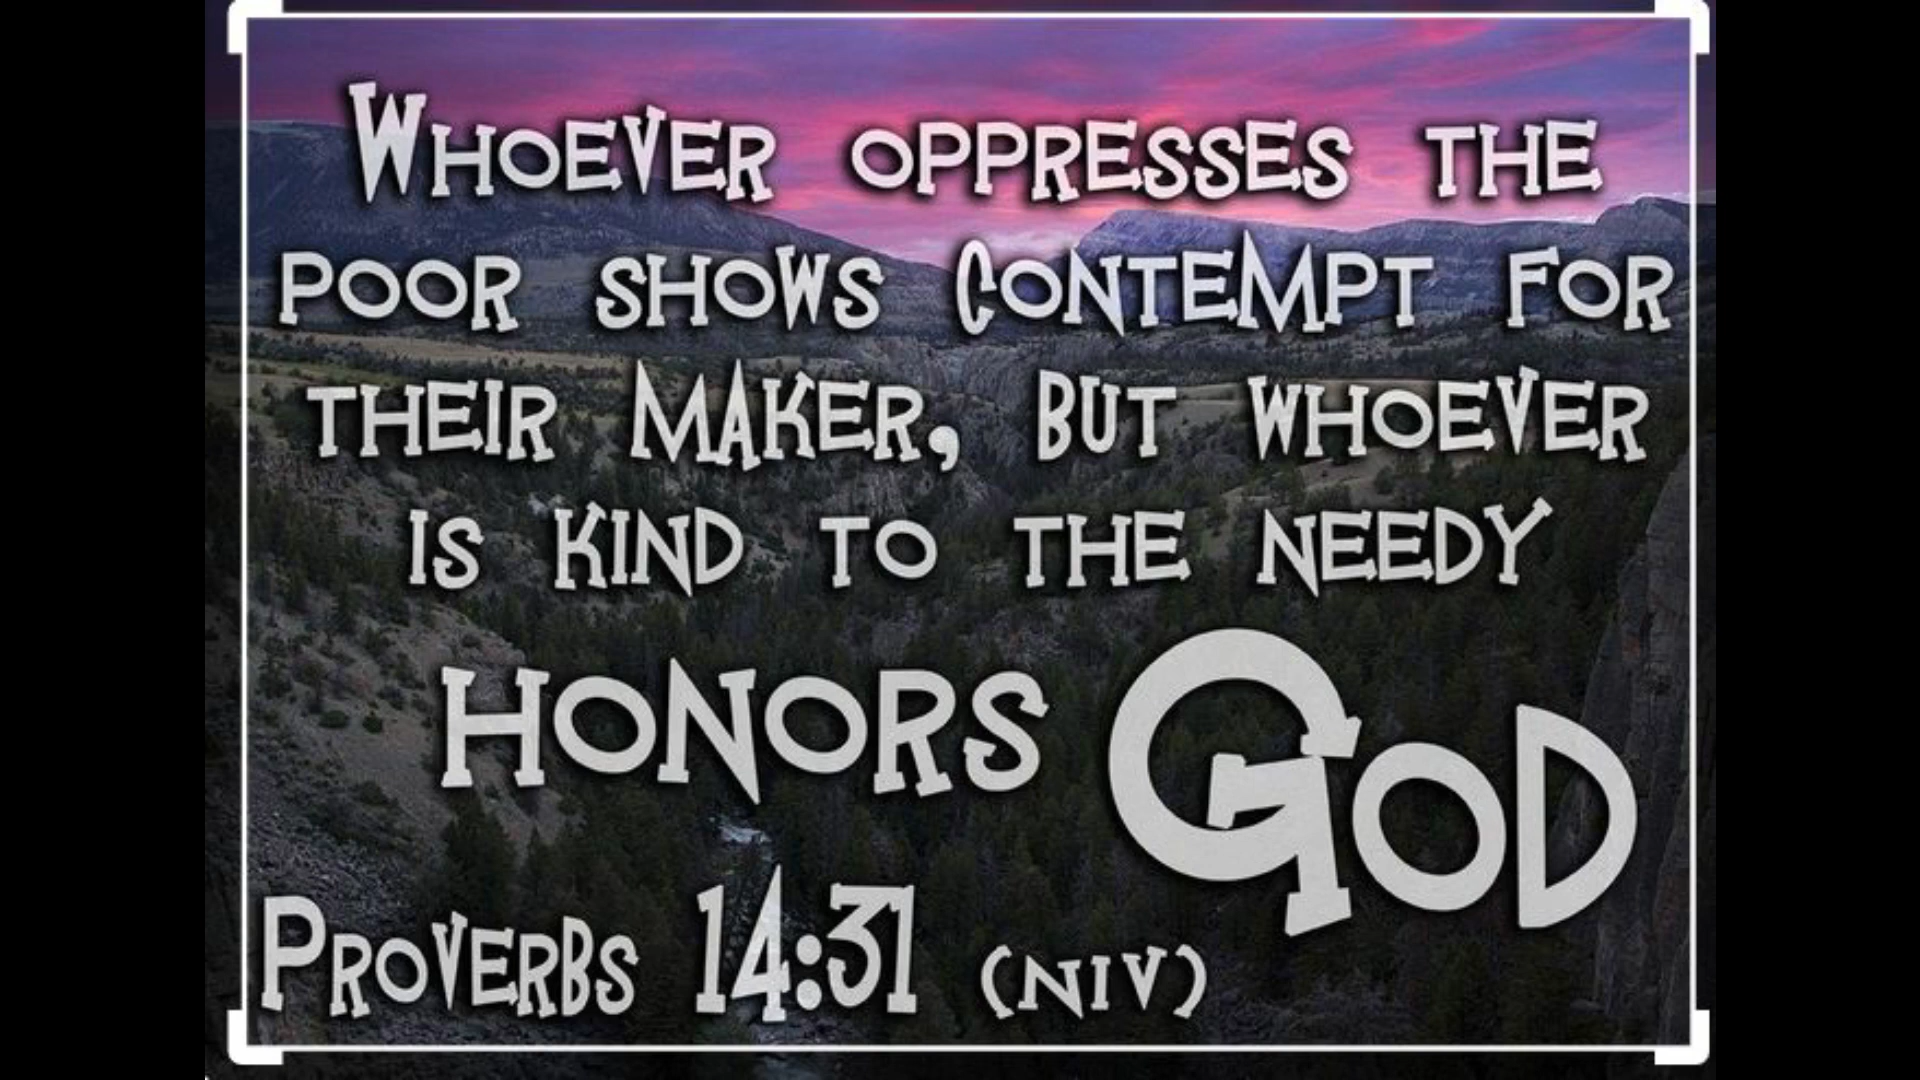 Whoever oppresses the
poor shows contempt for
their Maker, but whoever
is kind to the needy
honors God
Proverbs 14:31 (NIV)